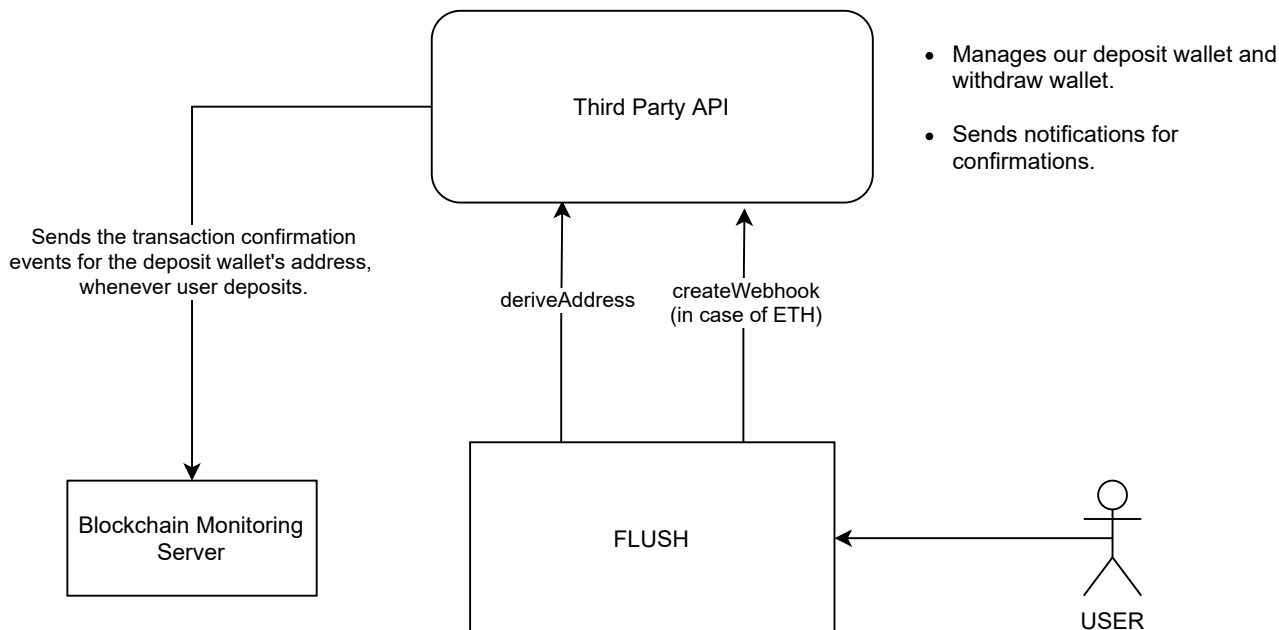 Third Party API
• Manages our deposit wallet and
withdraw wallet.
• Sends notifications for
confirmations.
Sends the transaction confirmation
events for the deposit wallet's address,
whenever user deposits.
deriveAddress
createWebhook
(in case of ETH)
Blockchain Monitoring
Server
FLUSH
USER